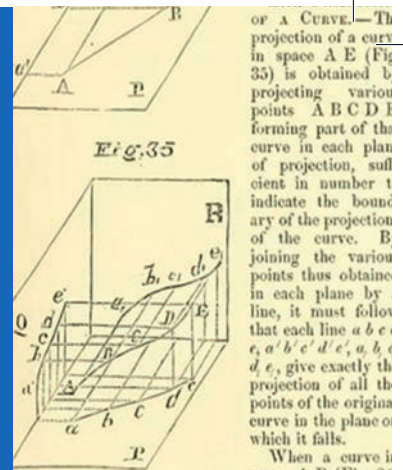 B
a'
A
P
Fig. 35
R
OF A CURVE.—Th
projection of a curv
in space A E (Fig
35) is obtained b
projecting variou
points A B C D E
forming part of tha
curve in each plan
of projection, suffi
cient in number t
indicate the bound
ary of the projection
of the curve. B
joining the variou
points thus obtaine
in each plane by
line, it must follow
that each line a b c
e, a' b' c' d' e', a, b, c
d, e, give exactly th
projection of all th
points of the origina
curve in the plane o
which it falls.
When a curve i
e'
d'
c'
b'
a'
Q
a,
b,
c,
d,
e,
A
B
C
D
E
a
b
c
d
e
P